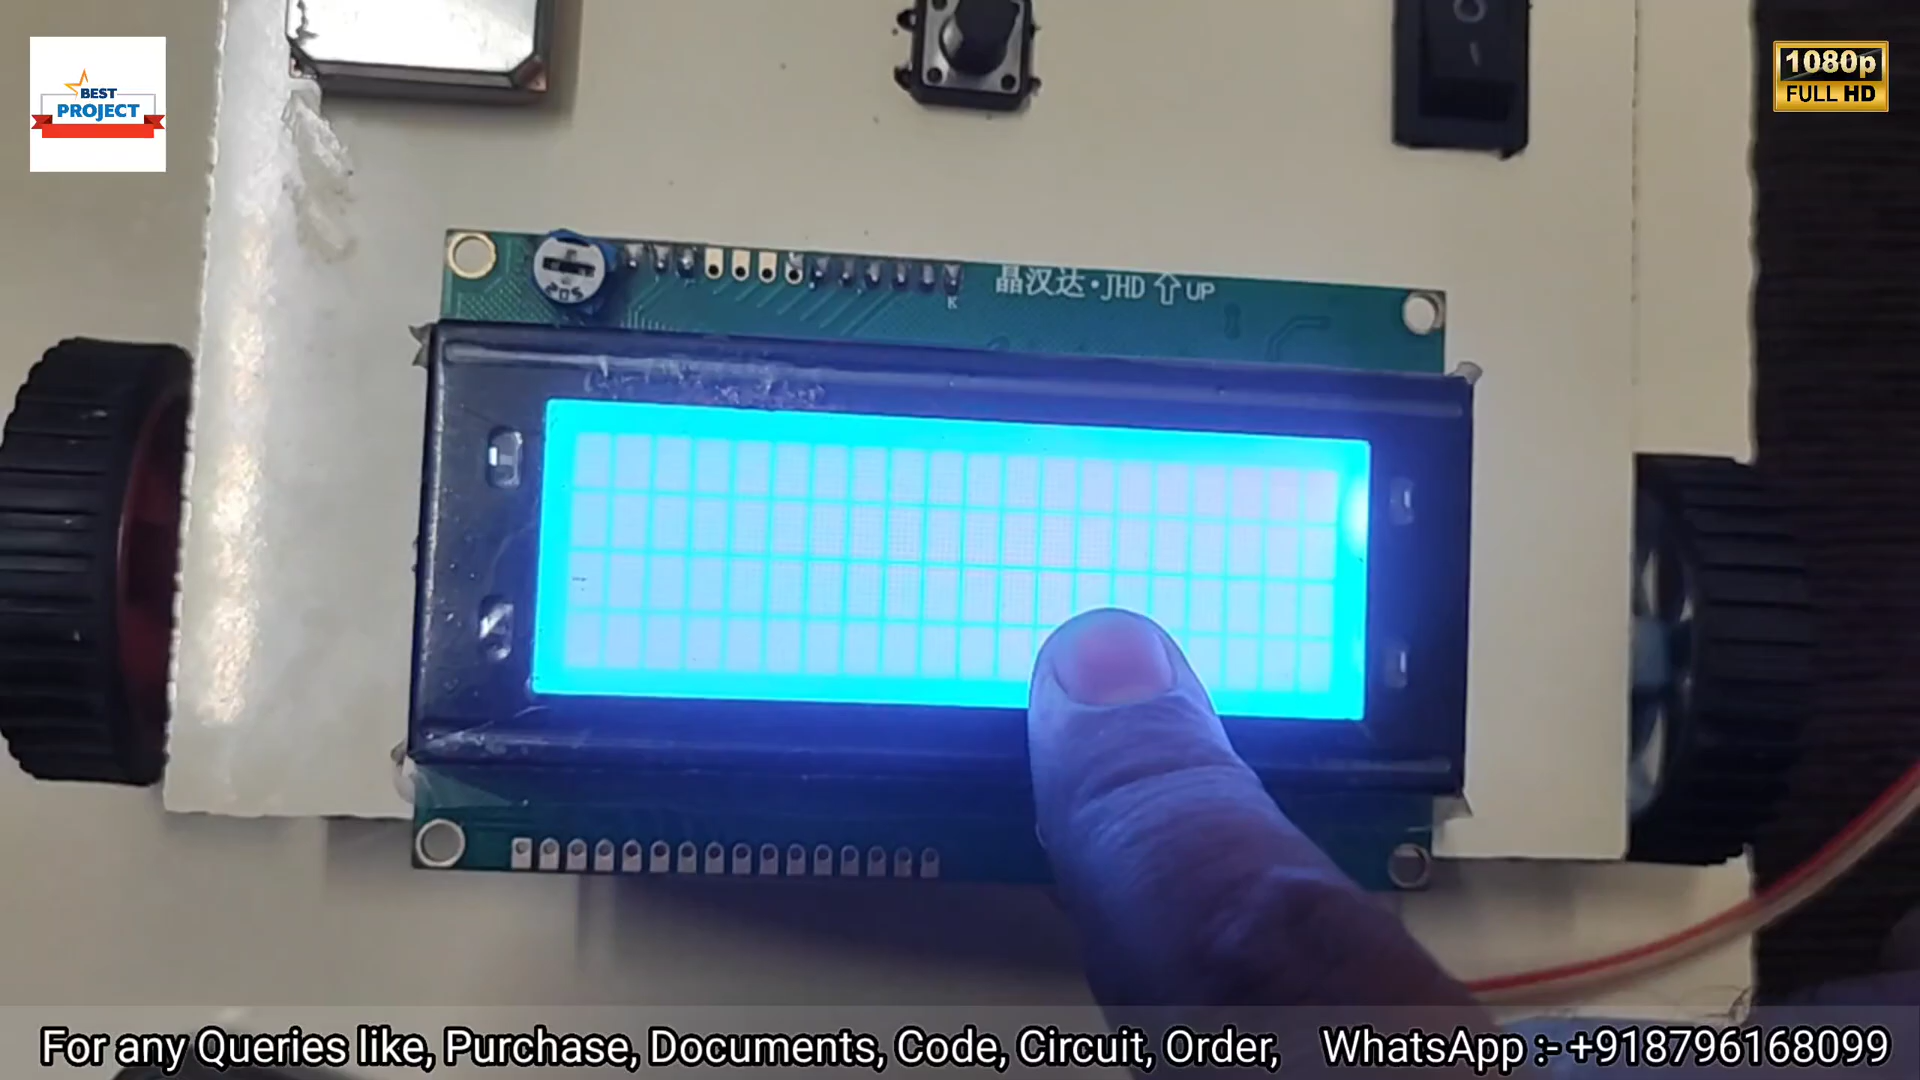 BEST
PROJECT
1080p
FULL HD
晶汉达·JHD ⇧ UP
K
For any Queries like, Purchase, Documents, Code, Circuit, Order, WhatsApp :- +918796168099